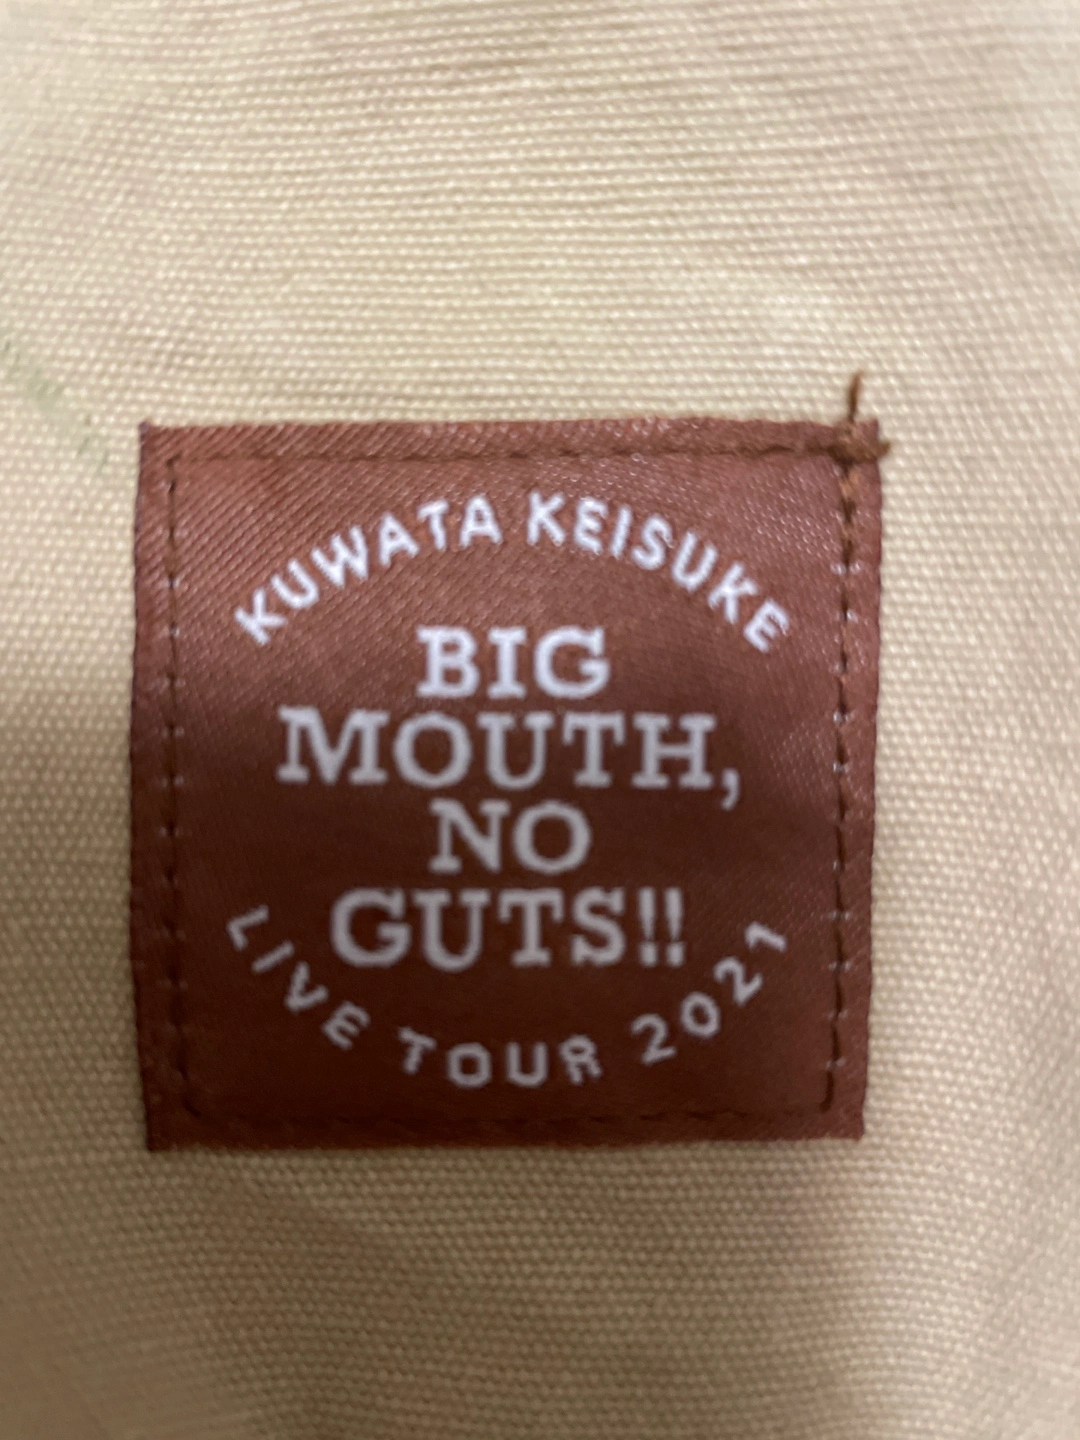 KUWATA KEISUKE
BIG
MOUTH,
NO
GUTS!!
LIVE TOUR 2021